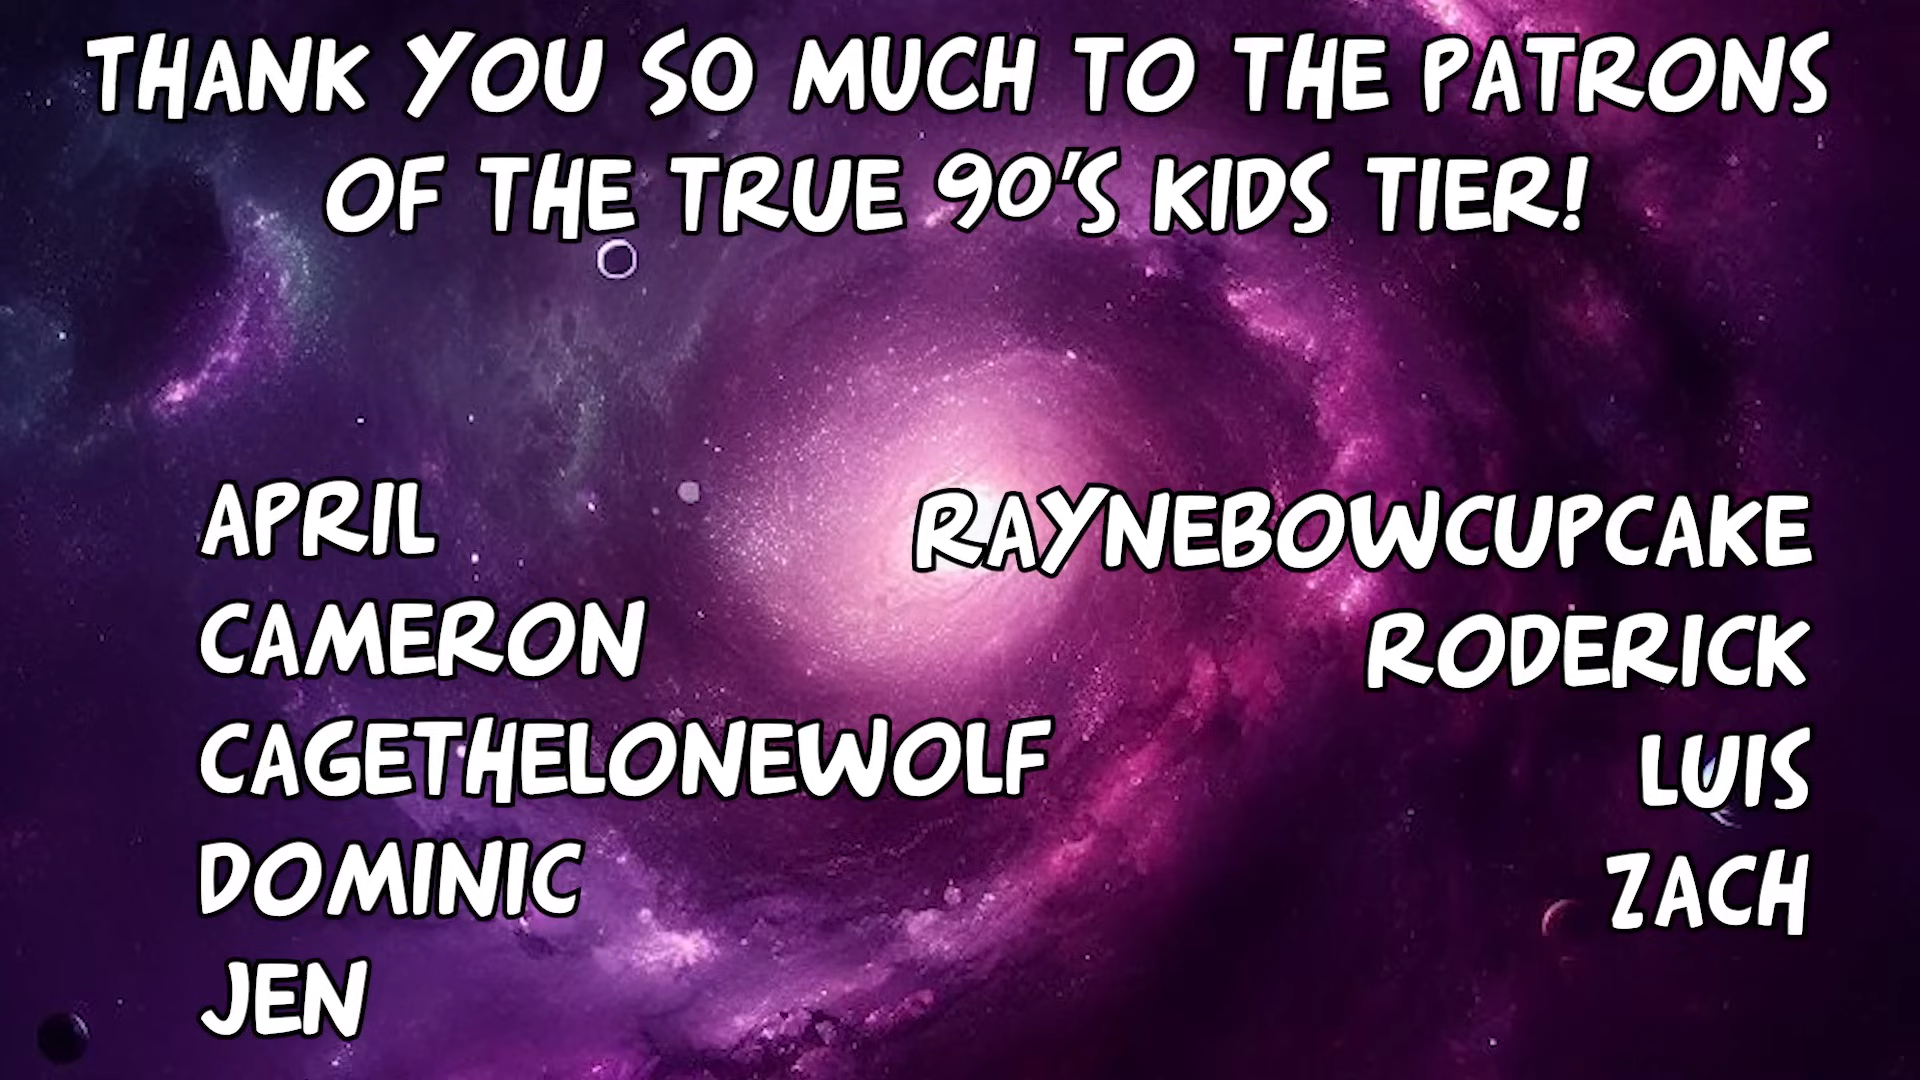 THANK YOU SO MUCH TO THE PATRONS
OF THE TRUE 90'S KIDS TIER!
APRIL
CAMERON
CAGETHELONEWOLF
DOMINIC
JEN
RAYNEBOWCUPCAKE
RODERICK
LUIS
ZACH